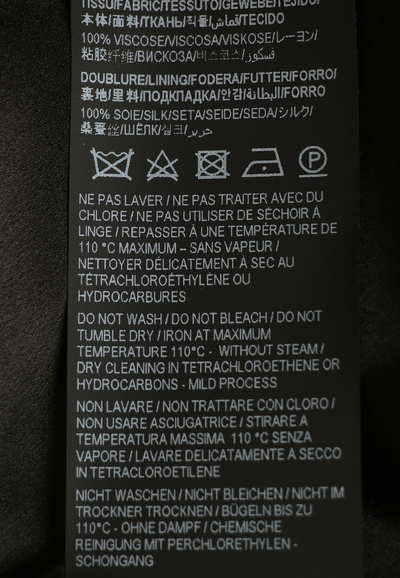 TISSU/FABRIC/TESSUTO/GEWEBE/TEJIDO/
本体/面料/ТКАНЬ/직물/قماش/TECIDO
100% VISCOSE/VISCOSA/VISKOSE/レーヨン/
粘胶纤维/ВИСКОЗА/비스코스/فسكوز
DOUBLURE/LINING/FODERA/FUTTER/FORRO/
裏地/里料/ПОДКЛАДКА/안감/البطانة/FORRO
100% SOIE/SILK/SETA/SEIDE/SEDA/シルク/
桑蚕丝/ШЁЛК/실크/حرير
P
NE PAS LAVER / NE PAS TRAITER AVEC DU
CHLORE / NE PAS UTILISER DE SÉCHOIR À
LINGE / REPASSER À UNE TEMPÉRATURE DE
110 °C MAXIMUM – SANS VAPEUR /
NETTOYER DÉLICATEMENT À SEC AU
TÉTRACHLOROÉTHYLÈNE OU
HYDROCARBURES
DO NOT WASH / DO NOT BLEACH / DO NOT
TUMBLE DRY / IRON AT MAXIMUM
TEMPERATURE 110°C - WITHOUT STEAM /
DRY CLEANING IN TETRACHLOROETHENE OR
HYDROCARBONS - MILD PROCESS
NON LAVARE / NON TRATTARE CON CLORO /
NON USARE ASCIUGATRICE / STIRARE A
TEMPERATURA MASSIMA 110 °C SENZA
VAPORE / LAVARE DELICATAMENTE A SECCO
IN TETRACLOROETILENE
NICHT WASCHEN / NICHT BLEICHEN / NICHT IM
TROCKNER TROCKNEN / BÜGELN BIS ZU
110°C - OHNE DAMPF / CHEMISCHE
REINIGUNG MIT PERCHLORETHYLEN -
SCHONGANG